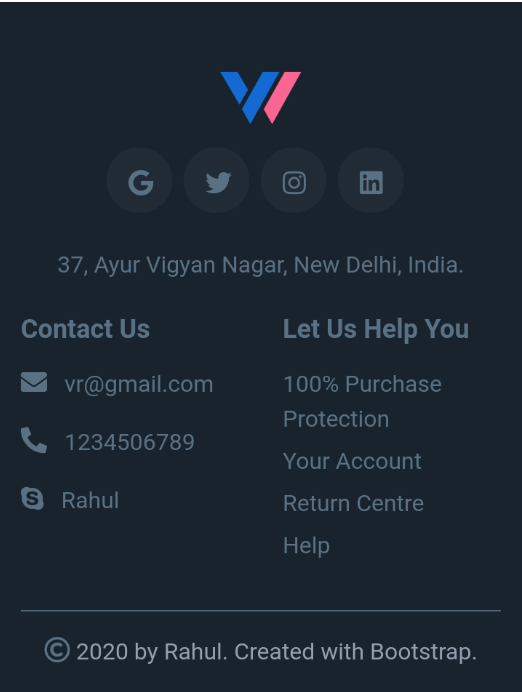 37, Ayur Vigyan Nagar, New Delhi, India.
Contact Us
vr@gmail.com
1234506789
Rahul
Let Us Help You
100% Purchase
Protection
Your Account
Return Centre
Help
© 2020 by Rahul. Created with Bootstrap.